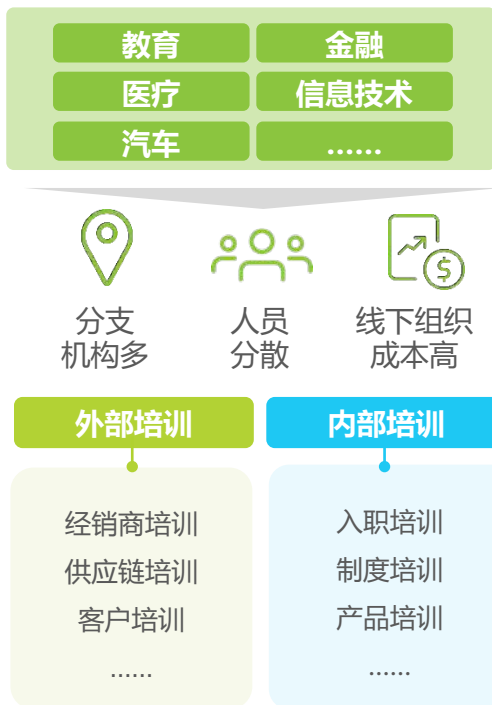 教育
金融
医疗
信息技术
汽车
......
分支
机构多
人员
分散
$
线下组织
成本高
外部培训
经销商培训
供应链培训
客户培训
......
内部培训
入职培训
制度培训
产品培训
......